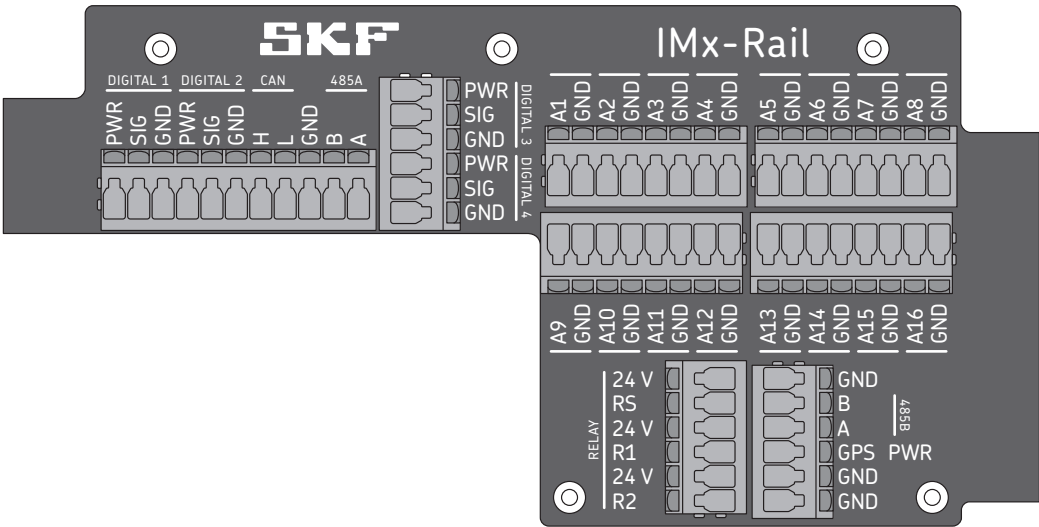 SKF
IMx-Rail
DIGITAL 1 DIGITAL 2 CAN 485A
PWR SIG GND PWR SIG GND H L GND B A
PWR
SIG
GND
DIGITAL 3
PWR
SIG
GND
DIGITAL 4
A1 GND A2 GND A3 GND A4 GND A5 GND A6 GND A7 GND A8 GND
A9 GND A10 GND A11 GND A12 GND A13 GND A14 GND A15 GND A16 GND
RELAY
24 V
RS
24 V
R1
24 V
R2
GND
B
A
485B
GPS PWR
GND
GND